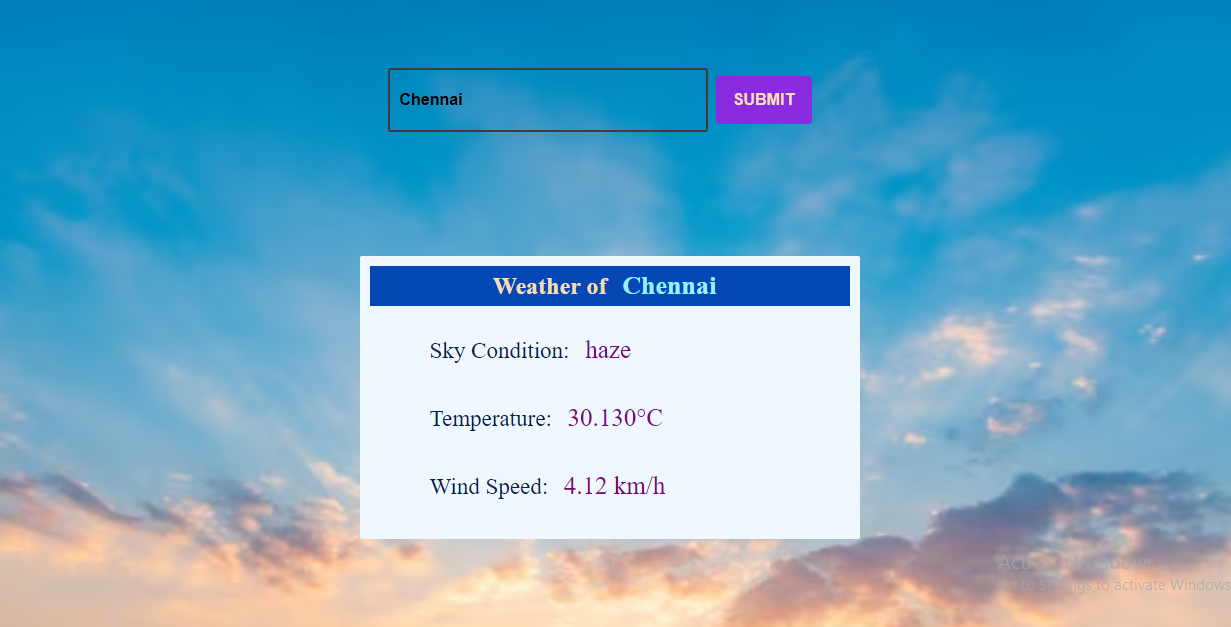 Chennai
SUBMIT
Weather of Chennai
Sky Condition: haze
Temperature: 30.130°C
Wind Speed: 4.12 km/h
Activate Windows
Go to Settings to activate Windows